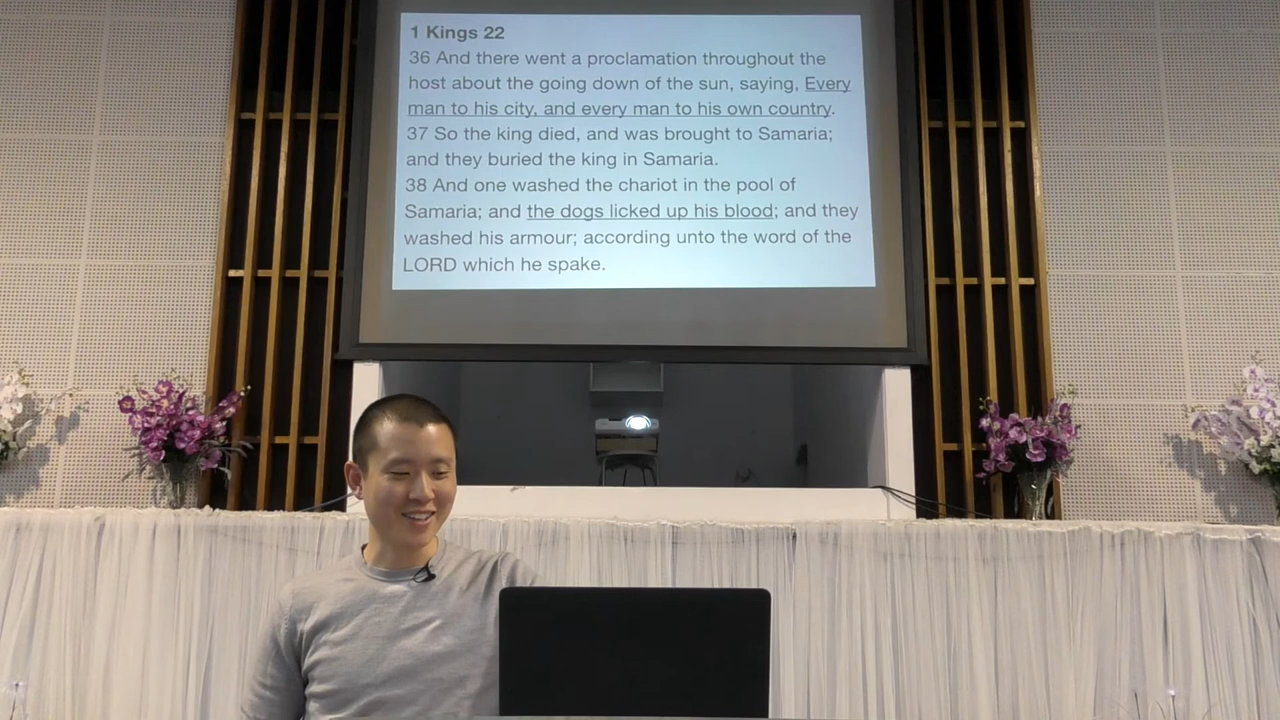 1 Kings 22
36 And there went a proclamation throughout the
host about the going down of the sun, saying, Every
man to his city, and every man to his own country.
37 So the king died, and was brought to Samaria;
and they buried the king in Samaria.
38 And one washed the chariot in the pool of
Samaria; and the dogs licked up his blood; and they
washed his armour; according unto the word of the
LORD which he spake.